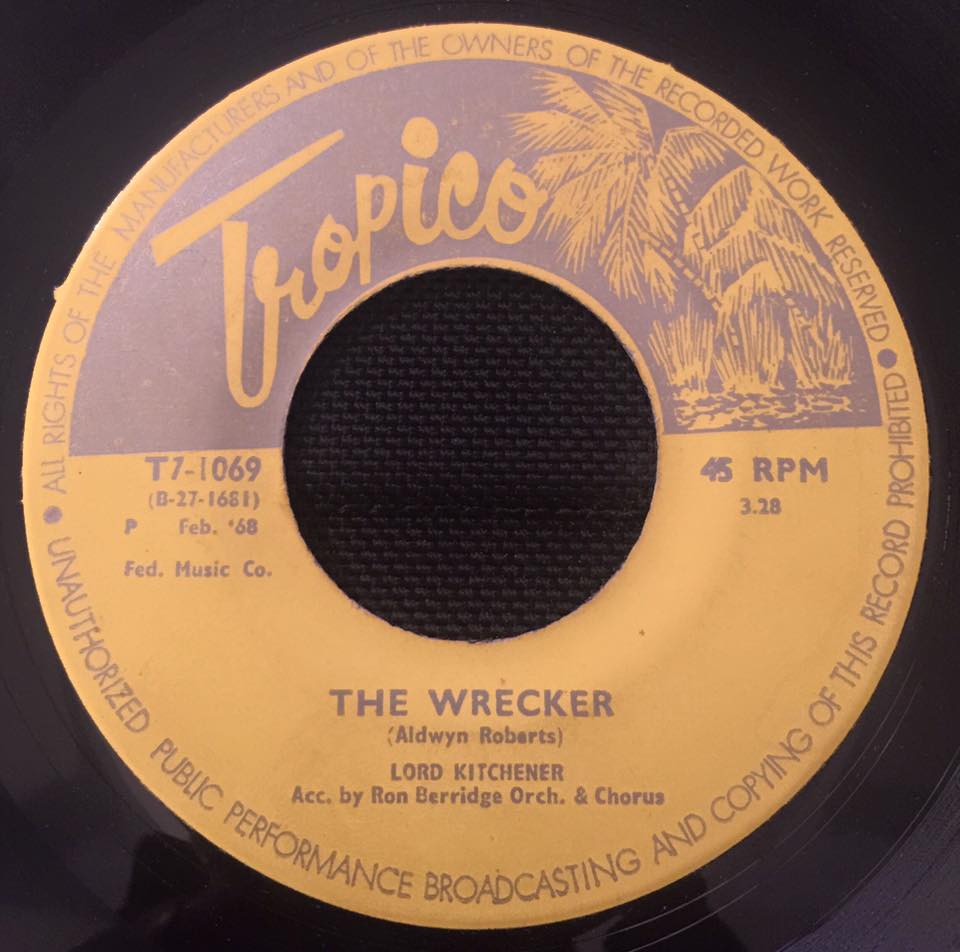 ALL RIGHTS OF THE MANUFACTURERS AND OF THE OWNERS OF THE RECORDED WORK RESERVED
Tropico
T7-1069
(B-27-1681)
P Feb. '68
Fed. Music Co.
45 RPM
3.28
THE WRECKER
(Aldwyn Roberts)
LORD KITCHENER
Acc. by Ron Berridge Orch. & Chorus
UNAUTHORIZED PUBLIC PERFORMANCE BROADCASTING AND COPYING OF THIS RECORD PROHIBITED